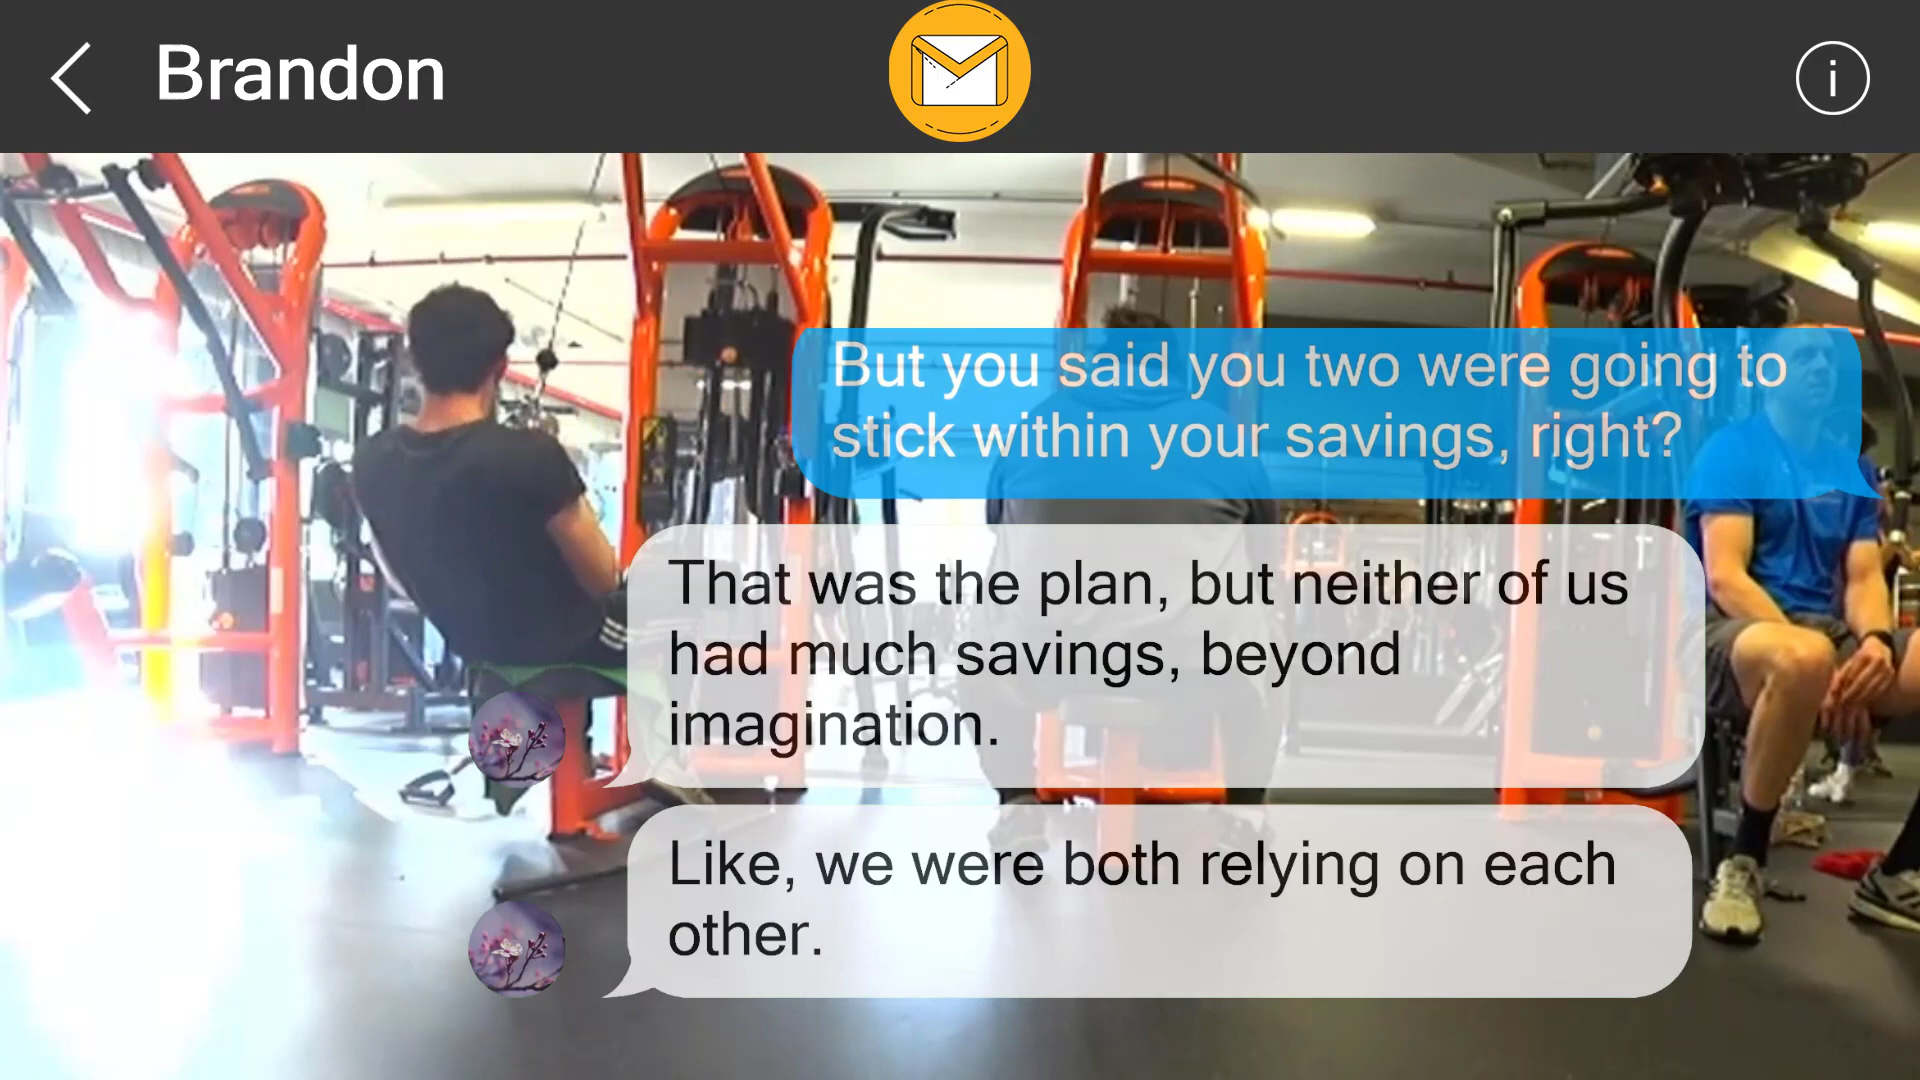 Brandon
i
But you said you two were going to
stick within your savings, right?
That was the plan, but neither of us
had much savings, beyond
imagination.
Like, we were both relying on each
other.